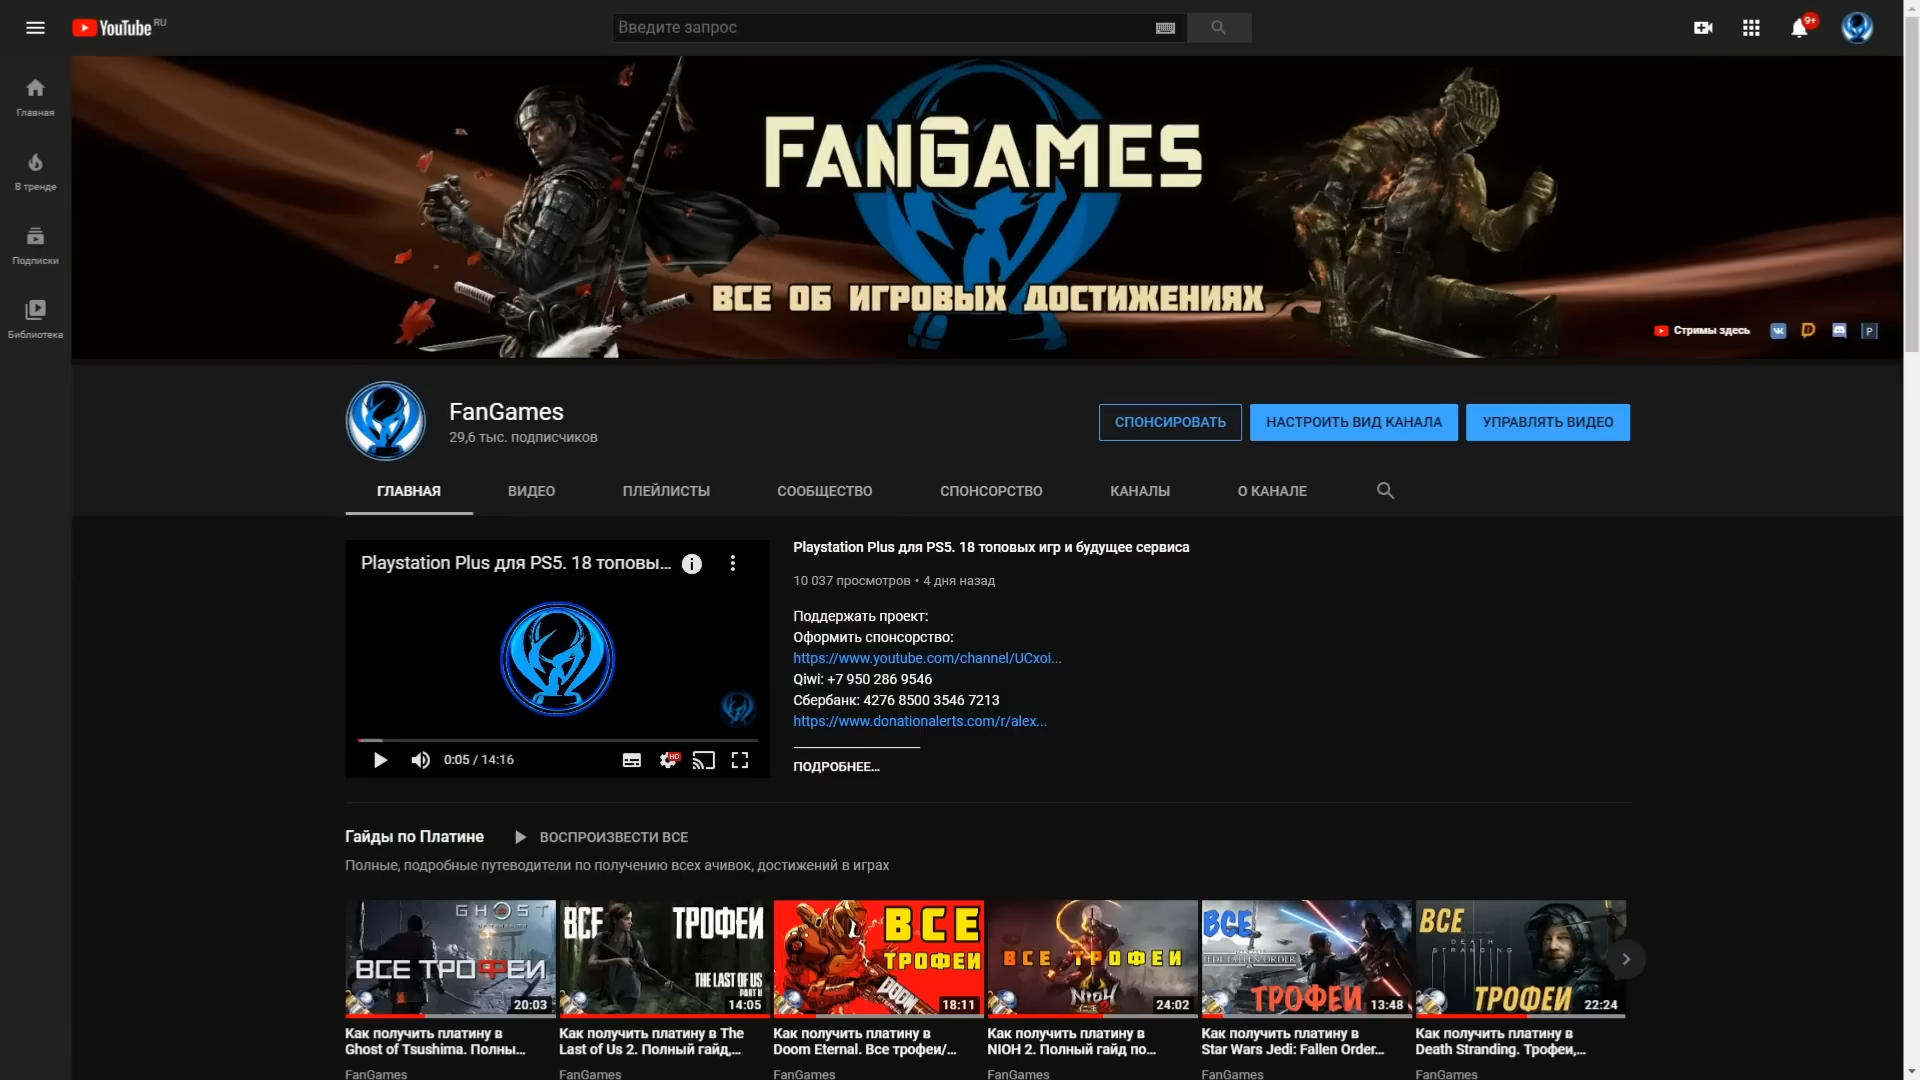 YouTube RU
Введите запрос
9+
Главная
В тренде
Подписки
Библиотека
FANGAMES
ВСЕ ОБ ИГРОВЫХ ДОСТИЖЕНИЯХ
Стримы здесь
FanGames
29,6 тыс. подписчиков
СПОНСИРОВАТЬ
НАСТРОИТЬ ВИД КАНАЛА
УПРАВЛЯТЬ ВИДЕО
ГЛАВНАЯ
ВИДЕО
ПЛЕЙЛИСТЫ
СООБЩЕСТВО
СПОНСОРСТВО
КАНАЛЫ
О КАНАЛЕ
Playstation Plus для PS5. 18 топовы...
0:05 / 14:16
HD
Playstation Plus для PS5. 18 топовых игр и будущее сервиса
10 037 просмотров • 4 дня назад
Поддержать проект:
Оформить спонсорство:
https://www.youtube.com/channel/UCxoi...
Qiwi: +7 950 286 9546
Сбербанк: 4276 8500 3546 7213
https://www.donationalerts.com/r/alex...
ПОДРОБНЕЕ...
Гайды по Платине
ВОСПРОИЗВЕСТИ ВСЕ
Полные, подробные путеводители по получению всех ачивок, достижений в играх
GHOST
ВСЕ ТРОФЕИ
20:03
ВСЕ ТРОФЕИ
THE LAST OF US
PART II
14:05
ВСЕ
ТРОФЕИ
DOOM
18:11
ВСЕ ТРОФЕИ
NIOH 2
24:02
ВСЕ
JEDI FALLEN ORDER
ТРОФЕИ
13:48
ВСЕ
DEATH
STRANDING
ТРОФЕИ
22:24
Как получить платину в
Ghost of Tsushima. Полны...
FanGames
Как получить платину в The
Last of Us 2. Полный гайд,...
FanGames
Как получить платину в
Doom Eternal. Все трофеи/...
FanGames
Как получить платину в
NIOH 2. Полный гайд по...
FanGames
Как получить платину в
Star Wars Jedi: Fallen Order...
FanGames
Как получить платину в
Death Stranding. Трофеи,...
FanGames